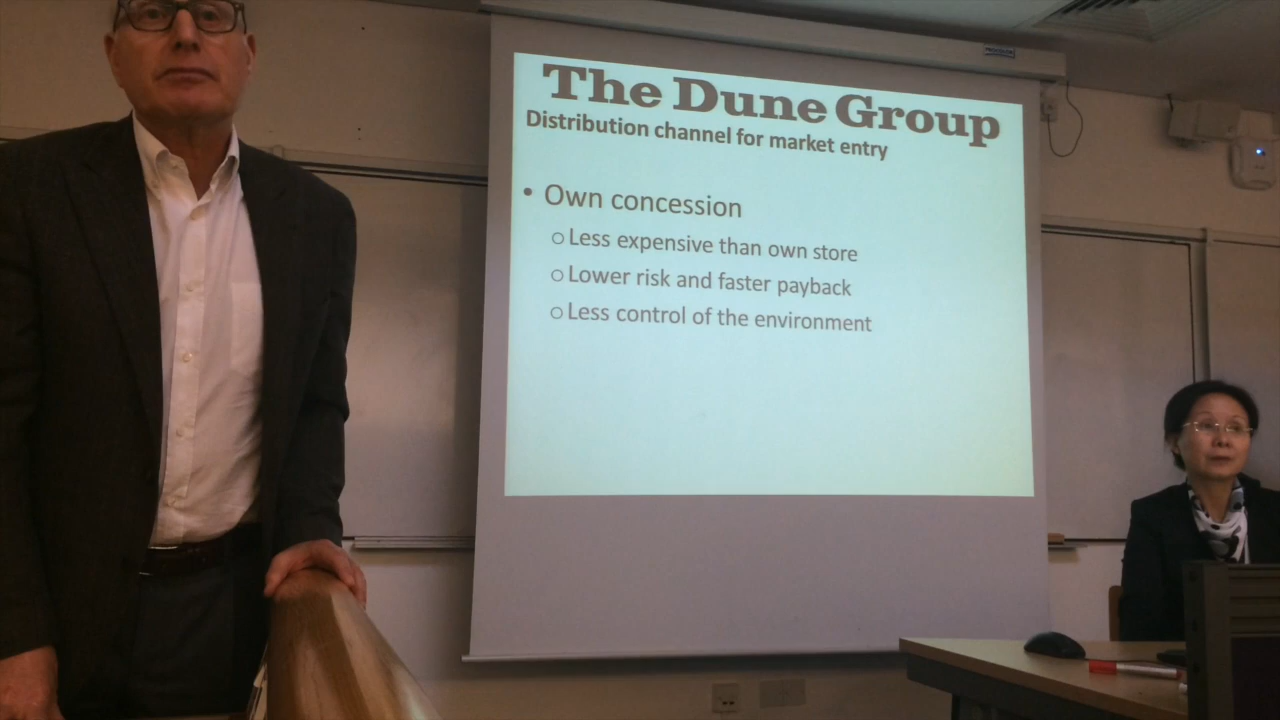 The Dune Group
Distribution channel for market entry
• Own concession
○ Less expensive than own store
○ Lower risk and faster payback
○ Less control of the environment